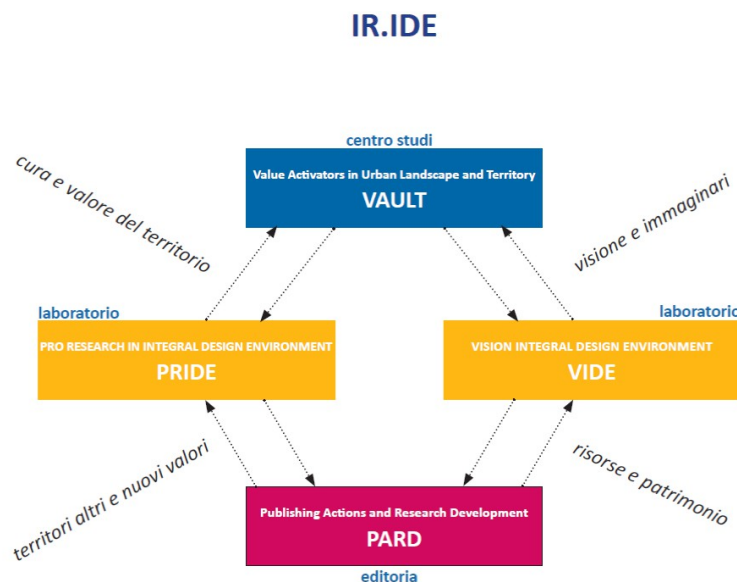 IR.IDE
centro studi
Value Activators in Urban Landscape and Territory
VAULT
cura e valore del territorio
visione e immaginari
laboratorio
PRO RESEARCH IN INTEGRAL DESIGN ENVIRONMENT
PRIDE
laboratorio
VISION INTEGRAL DESIGN ENVIRONMENT
VIDE
territori altri e nuovi valori
risorse e patrimonio
Publishing Actions and Research Development
PARD
editoria